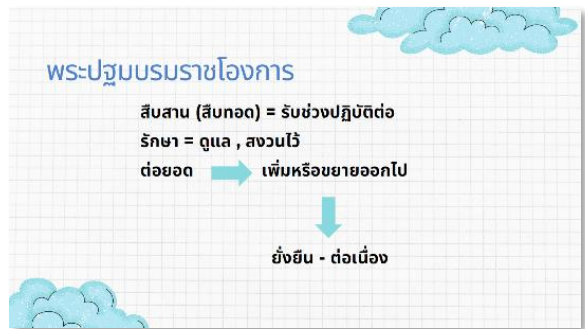 พระปฐมบรมราชโองการ
สืบสาน (สืบทอด) = รับช่วงปฏิบัติต่อ
รักษา = ดูแล , สงวนไว้
ต่อยอด เพิ่มหรือขยายออกไป
ยั่งยืน - ต่อเนื่อง